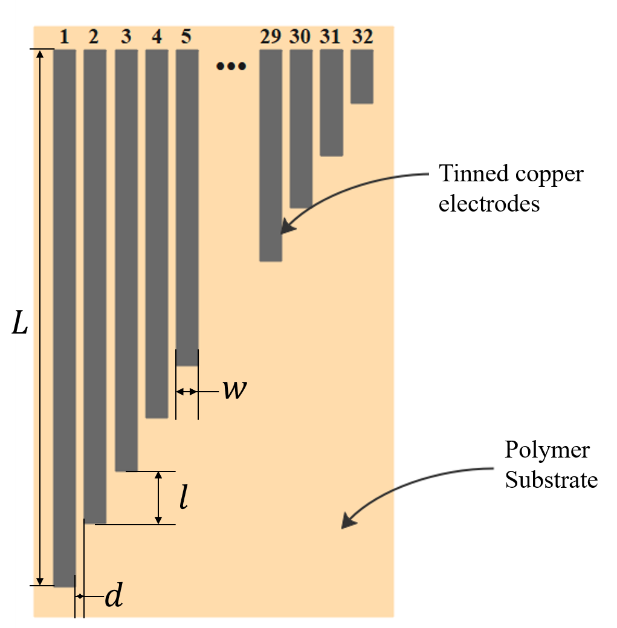 1 2 3 4 5 ••• 29 30 31 32
Tinned copper
electrodes
L
w
Polymer
Substrate
l
d